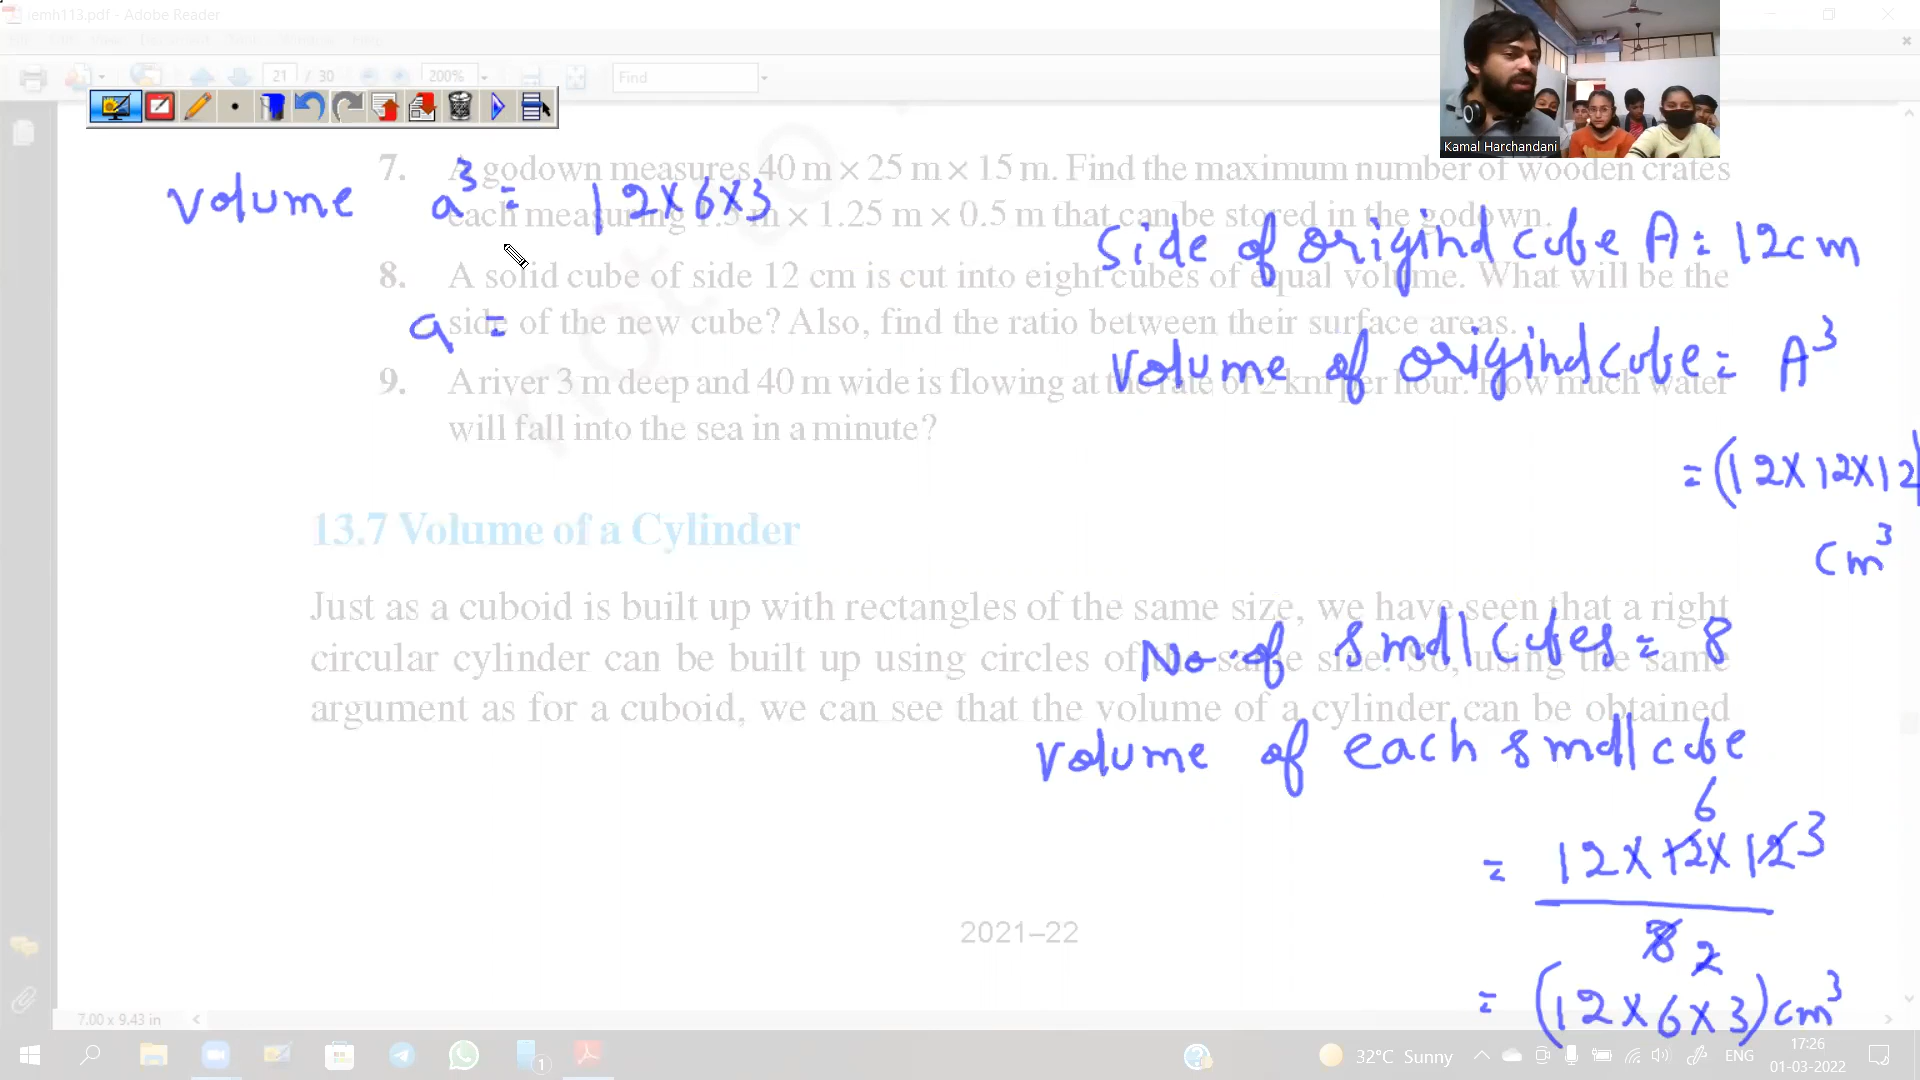 iemh113.pdf - Adobe Reader
21 / 30 200% Find
Kamal Harchandani
7. A godown measures 40 m × 25 m × 15 m. Find the maximum number of wooden crates
each measuring 1.5 m × 1.25 m × 0.5 m that can be stored in the godown.
8. A solid cube of side 12 cm is cut into eight cubes of equal volume. What will be the
side of the new cube? Also, find the ratio between their surface areas.
9. A river 3 m deep and 40 m wide is flowing at the rate of 2 km per hour. How much water
will fall into the sea in a minute?
13.7 Volume of a Cylinder
Just as a cuboid is built up with rectangles of the same size, we have seen that a right
circular cylinder can be built up using circles of the same size. So, using the same
argument as for a cuboid, we can see that the volume of a cylinder can be obtained
2021–22
not to
volume a³ = 12×6×3
a =
Side of origind cube A = 12cm
Volume of origind cube = A³
= (12×12×12)
cm³
No. of smdll cubes = 8
Volume of each smdll cube
6
= 12 × 12 × 12 3
8 2
= (12×6×3) cm³
7.00 x 9.43 in
1
32°C Sunny ENG
17:26
01-03-2022